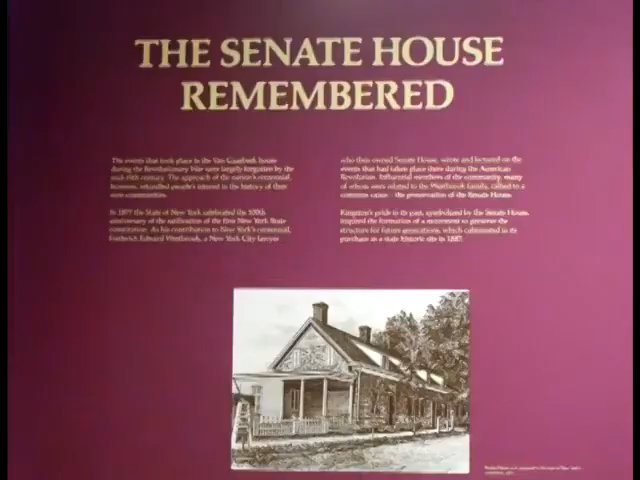 THE SENATE HOUSE
REMEMBERED
The events that took place in the Van Gaasbeek house
during the Revolutionary War were largely forgotten by the
mid-19th century. The approach of the nation's centennial,
however, rekindled people's interest in the history of their
own communities.
In 1877 the State of New York celebrated the 100th
anniversary of the ratification of the first New York State
constitution. As his contribution to New York's centennial,
Frederick Edward Westbrook, a New York City lawyer
who then owned Senate House, wrote and lectured on the
events that had taken place there during the American
Revolution. Influential members of the community, many
of whom were related to the Westbrook family, rallied to a
common cause - the preservation of the Senate House.
Kingston's pride in its past, symbolized by the Senate House,
inspired the formation of a movement to preserve the
structure for future generations, which culminated in its
purchase as a state historic site in 1887.